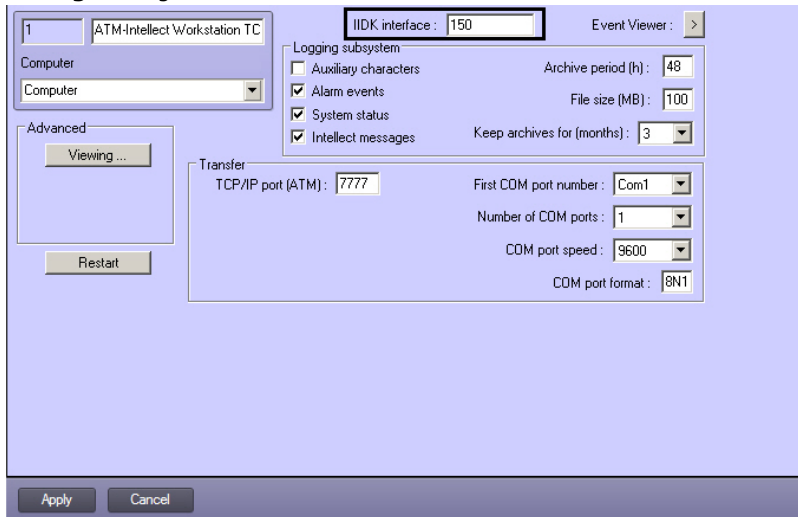 1 ATM-Intellect Workstation TC
IIDK interface : 150
Event Viewer : >
Computer
Computer
Logging subsystem
Auxiliary characters
Alarm events
System status
Intellect messages
Archive period (h) : 48
File size (MB) : 100
Keep archives for (months) : 3
Advanced
Viewing ...
Restart
Transfer
TCP/IP port (ATM) : 7777
First COM port number : Com1
Number of COM ports : 1
COM port speed : 9600
COM port format : 8N1
Apply Cancel